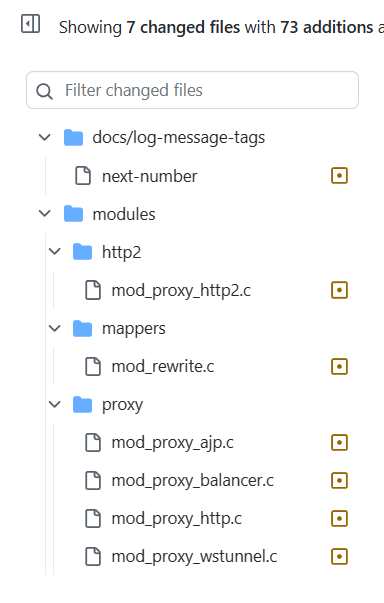 Showing 7 changed files with 73 additions a
Filter changed files
docs/log-message-tags
next-number
modules
http2
mod_proxy_http2.c
mappers
mod_rewrite.c
proxy
mod_proxy_ajp.c
mod_proxy_balancer.c
mod_proxy_http.c
mod_proxy_wstunnel.c